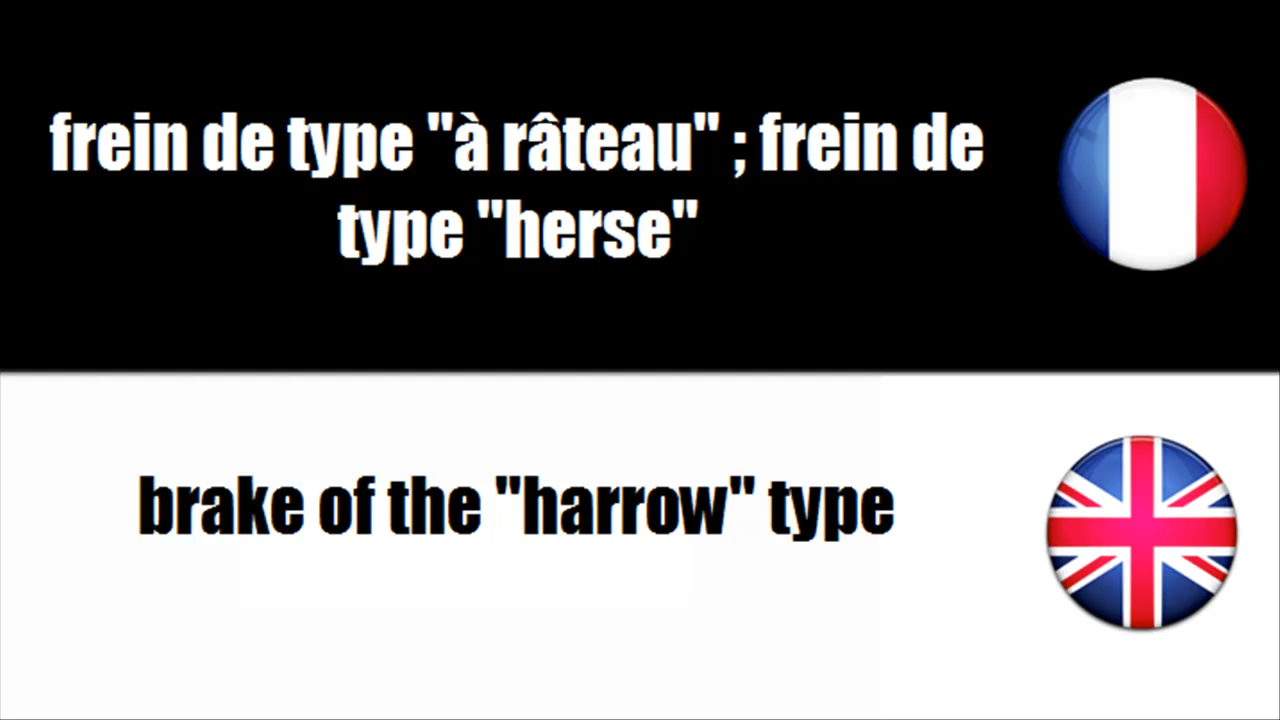 frein de type "à râteau" ; frein de
type "herse"
brake of the "harrow" type